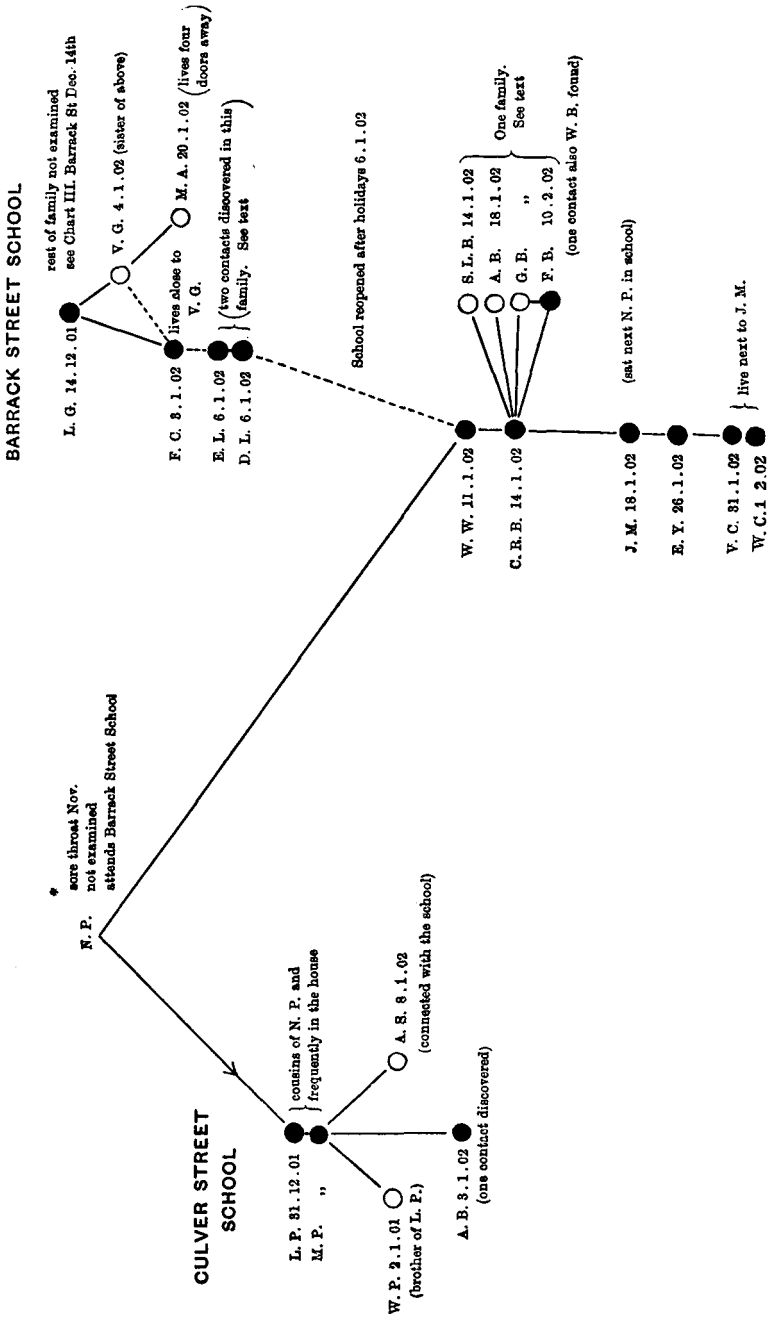 BARRACK STREET SCHOOL
rest of family not examined
see Chart III. Barrack St Dec. 14th
L. G. 14. 12. 01
V. G. 4. 1. 02 (sister of above)
M. A. 20. 1. 02 (lives four
doors away)
F. C. 3. 1. 02
lives close to
V. G.
E. L. 6. 1. 02
D. L. 6. 1. 02
(two contacts discovered in this
family. See text)
School reopened after holidays 6. 1. 02
W. W. 11. 1. 02
C. R. B. 14. 1. 02
S. L. B. 14. 1. 02
A. B. 18. 1. 02
G. B. „
F. B. 10. 2. 02
One family.
See text
(one contact also W. B. found)
J. M. 18. 1. 02
(sat next N. P. in school)
E. Y. 26. 1. 02
V. C. 31. 1. 02
W. C. 1 2. 02
live next to J. M.
N. P.
*
sore throat Nov.
not examined
attends Barrack Street School
CULVER STREET
SCHOOL
L. P. 31. 12. 01
M. P. „
cousins of N. P. and
frequently in the house
W. P. 2. 1. 01
(brother of L. P.)
A. S. 8. 1. 02
(connected with the school)
A. B. 3. 1. 02
(one contact discovered)